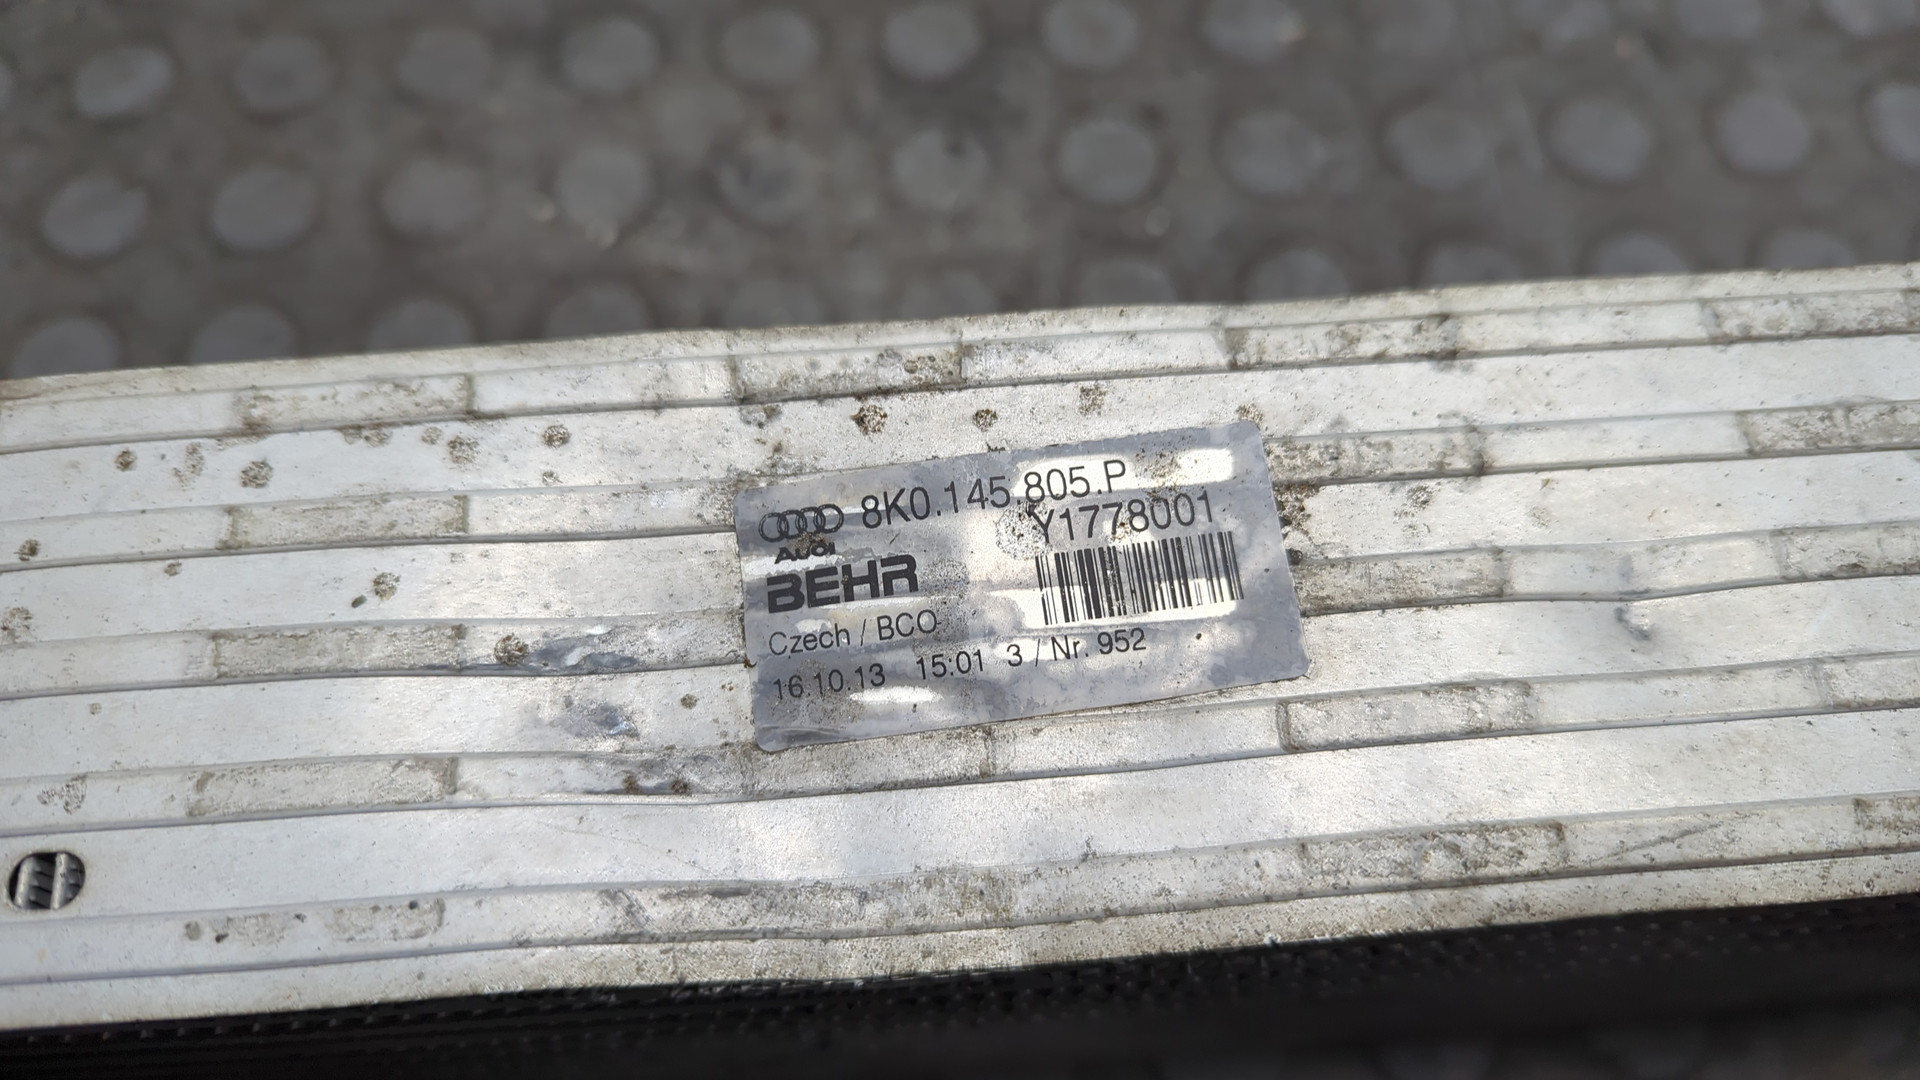 8K0.145.805.P
Y1778001
AUDI
BEHR
Czech / BCO
16.10.13 15:01 3 / Nr. 952